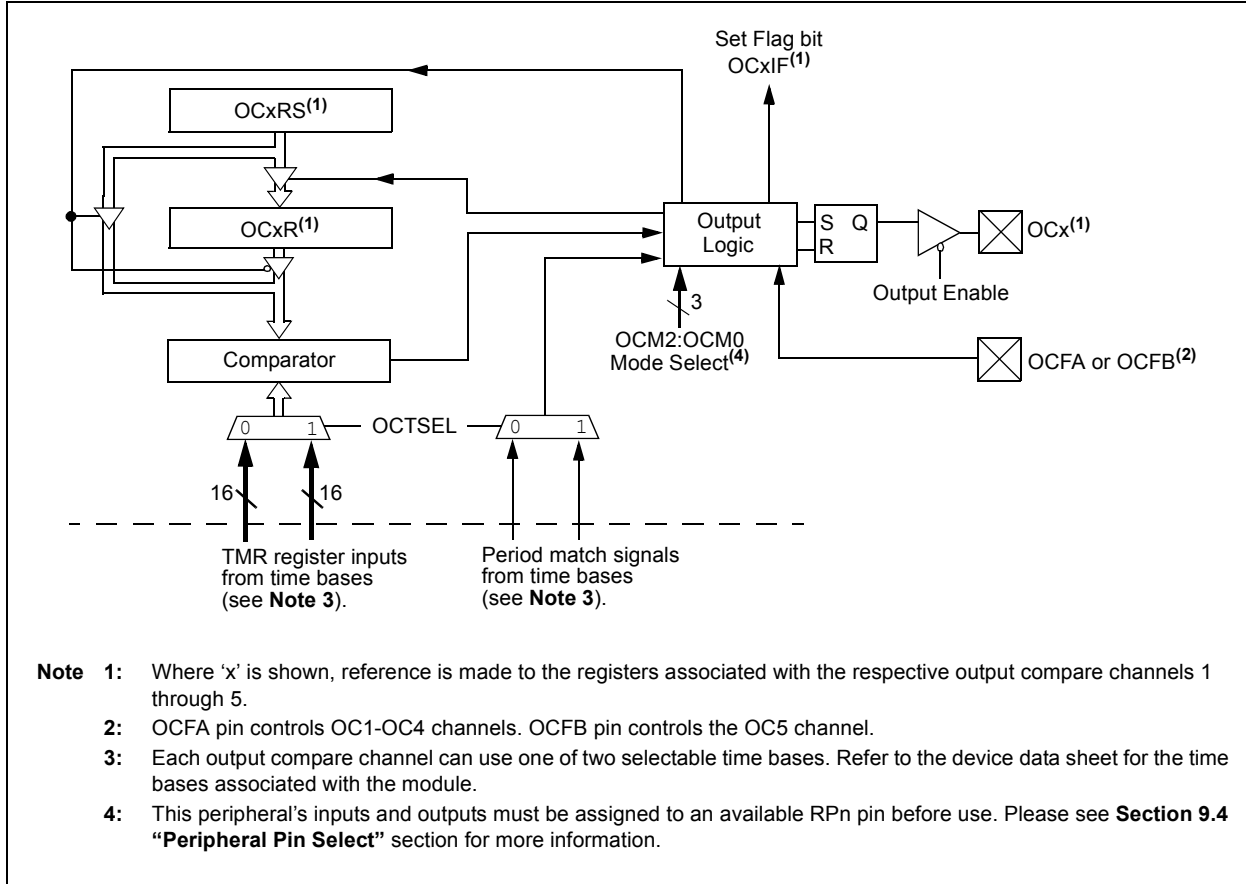 Set Flag bit
OCxIF(1)
OCxRS(1)
OCxR(1)
Output
Logic
S Q
R
OCx(1)
Output Enable
3
OCM2:OCM0
Mode Select(4)
Comparator
OCFA or OCFB(2)
0 1
OCTSEL
0 1
16
16
TMR register inputs
from time bases
(see Note 3).
Period match signals
from time bases
(see Note 3).
Note 1: Where ‘x’ is shown, reference is made to the registers associated with the respective output compare channels 1
through 5.
2: OCFA pin controls OC1-OC4 channels. OCFB pin controls the OC5 channel.
3: Each output compare channel can use one of two selectable time bases. Refer to the device data sheet for the time
bases associated with the module.
4: This peripheral’s inputs and outputs must be assigned to an available RPn pin before use. Please see Section 9.4
“Peripheral Pin Select” section for more information.